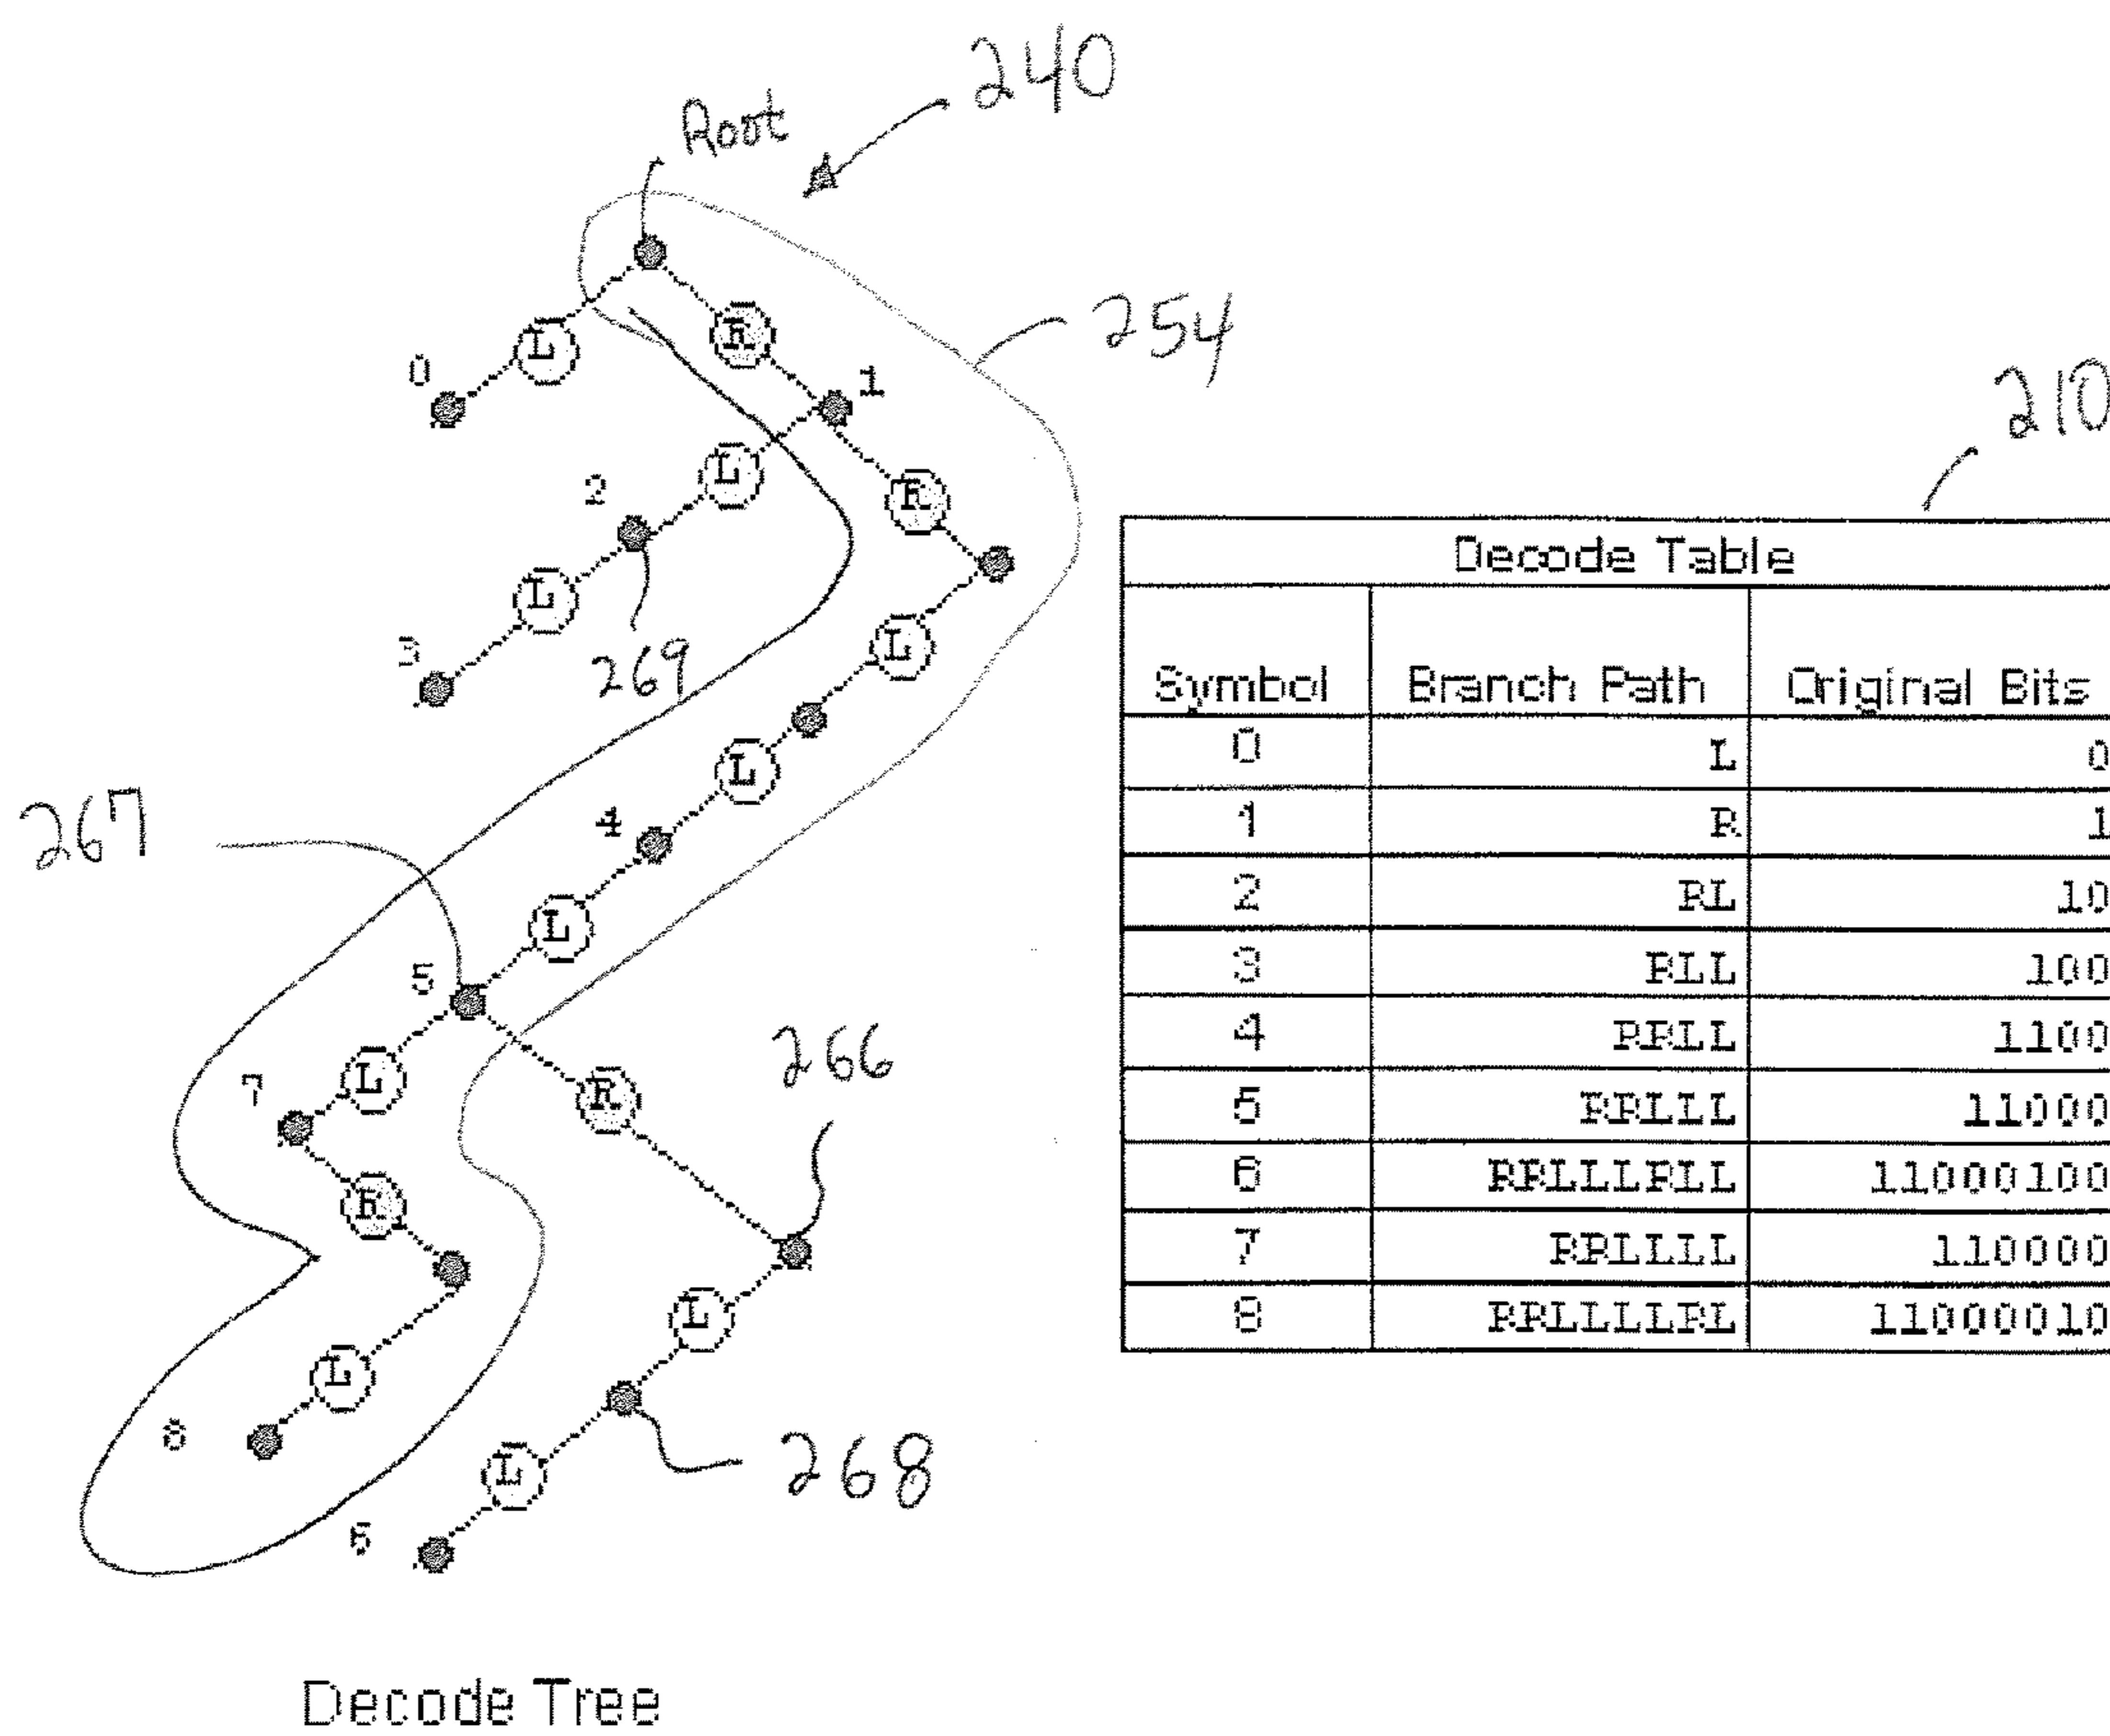 240
Root
254
L
R
0
1
210
L
2
R
Decode Table
L
L
3
269
Symbol Branch Path Original Bits
0 L 0
L
1 R 1
267
4
2 RL 10
L
3 RLL 100
5
4 RRLL 1100
266
7
L
R
5 RRLLL 11000
6 RRLLLRLL 11000100
R
7 RRLLLL 110000
L
8 RRLLLLRL 11000010
L
8
268
L
6
Decode Tree